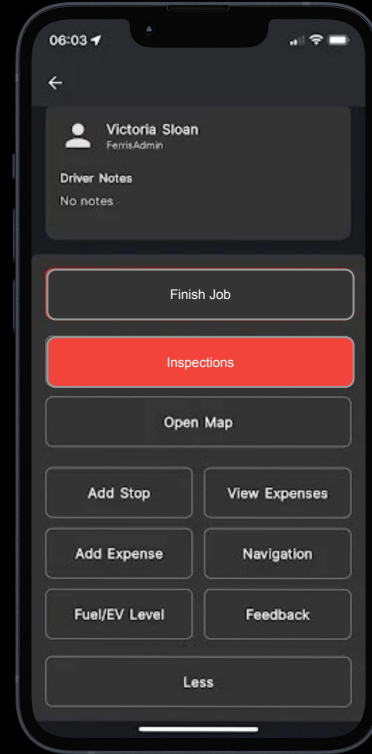 06:03
Victoria Sloan
FerrisAdmin
Driver Notes
No notes
Finish Job
Inspections
Open Map
Add Stop
View Expenses
Add Expense
Navigation
Fuel/EV Level
Feedback
Less